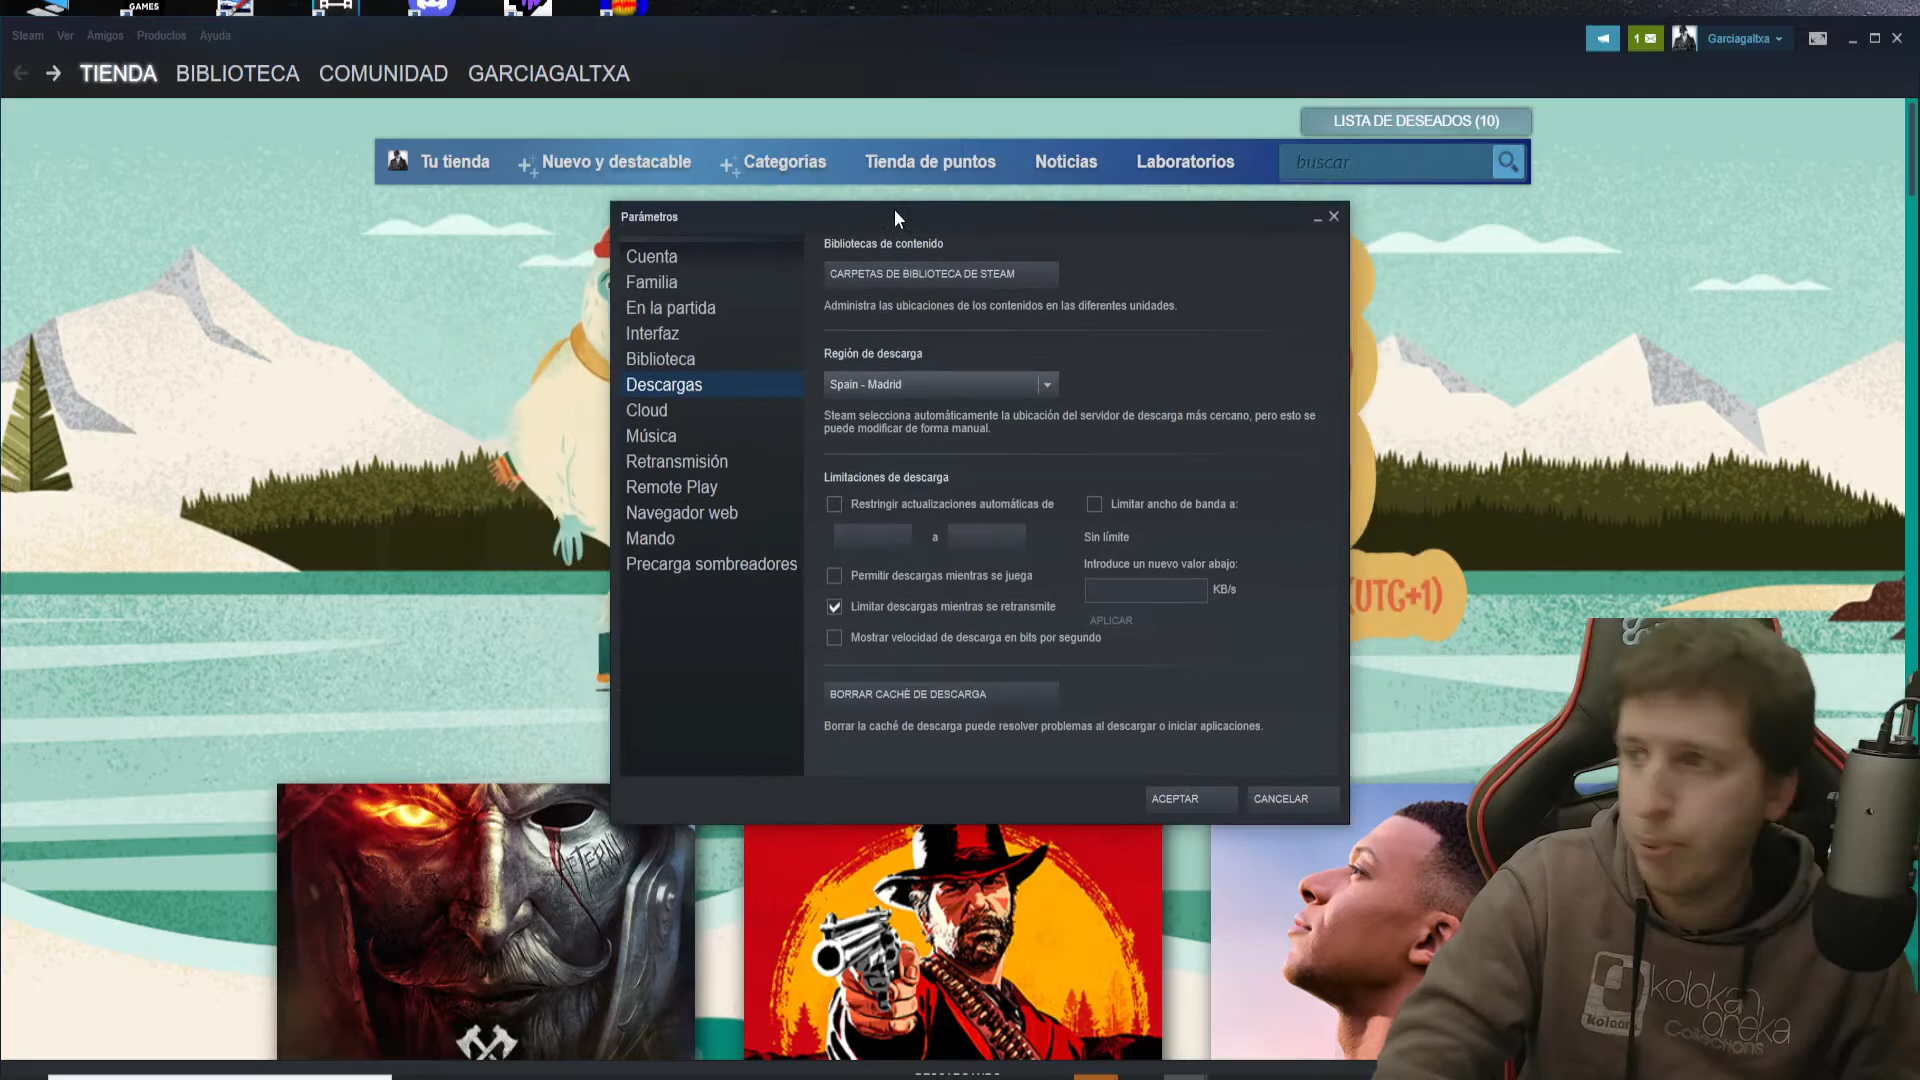 GAMES
Steam Ver Amigos Productos Ayuda
1
Garciagaltxa
TIENDA BIBLIOTECA COMUNIDAD GARCIAGALTXA
LISTA DE DESEADOS (10)
Tu tienda Nuevo y destacable Categorías Tienda de puntos Noticias Laboratorios buscar
Parámetros
Cuenta
Familia
En la partida
Interfaz
Biblioteca
Descargas
Cloud
Música
Retransmisión
Remote Play
Navegador web
Mando
Precarga sombreadores
Bibliotecas de contenido
CARPETAS DE BIBLIOTECA DE STEAM
Administra las ubicaciones de los contenidos en las diferentes unidades.
Región de descarga
Spain - Madrid
Steam selecciona automáticamente la ubicación del servidor de descarga más cercano, pero esto se
puede modificar de forma manual.
Limitaciones de descarga
Restringir actualizaciones automáticas de
a
Permitir descargas mientras se juega
Limitar descargas mientras se retransmite
Mostrar velocidad de descarga en bits por segundo
Limitar ancho de banda a:
Sin límite
Introduce un nuevo valor abajo:
KB/s
APLICAR
BORRAR CACHÉ DE DESCARGA
Borrar la caché de descarga puede resolver problemas al descargar o iniciar aplicaciones.
ACEPTAR CANCELAR
(UTC+1)
kolokan
oneka
Collections